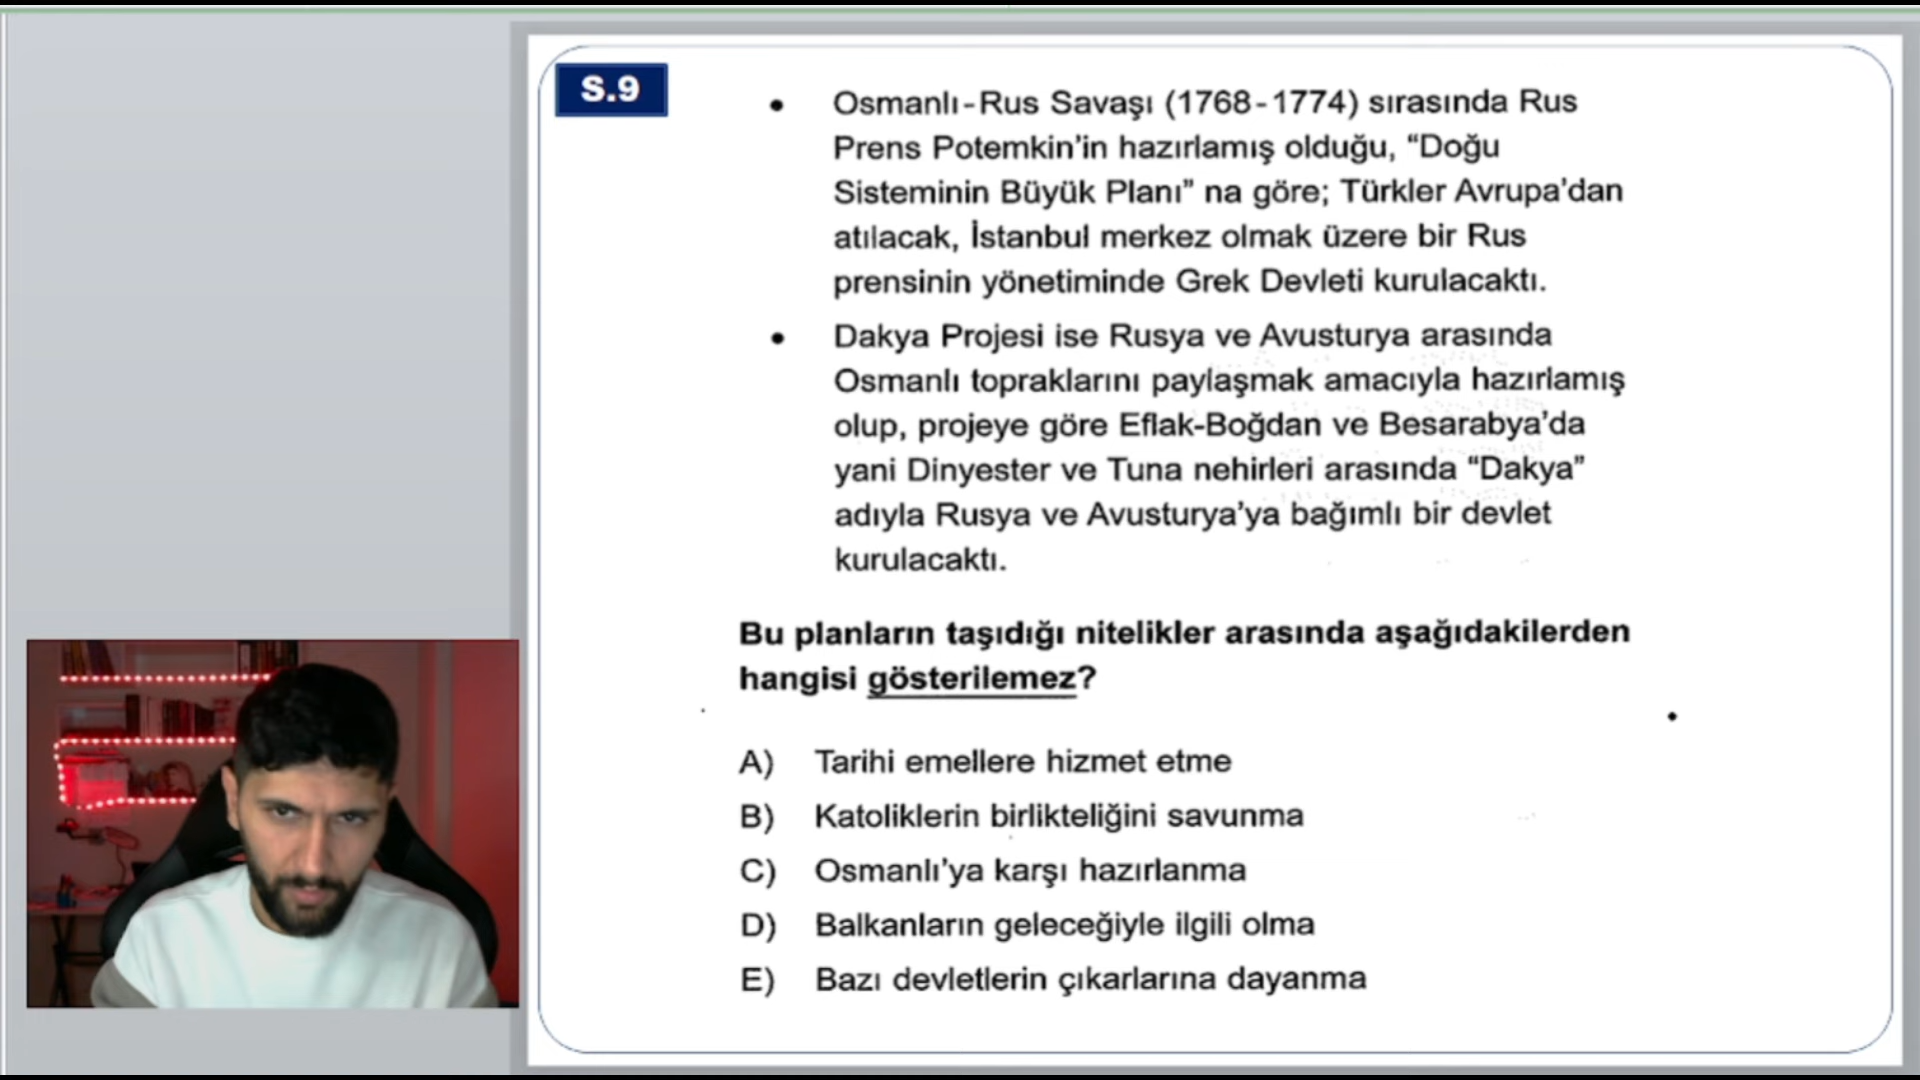 S.9
• Osmanlı-Rus Savaşı (1768-1774) sırasında Rus
Prens Potemkin’in hazırlamış olduğu, “Doğu
Sisteminin Büyük Planı” na göre; Türkler Avrupa’dan
atılacak, İstanbul merkez olmak üzere bir Rus
prensinin yönetiminde Grek Devleti kurulacaktı.
• Dakya Projesi ise Rusya ve Avusturya arasında
Osmanlı topraklarını paylaşmak amacıyla hazırlamış
olup, projeye göre Eflak-Boğdan ve Besarabya’da
yani Dinyester ve Tuna nehirleri arasında “Dakya”
adıyla Rusya ve Avusturya’ya bağımlı bir devlet
kurulacaktı.
Bu planların taşıdığı nitelikler arasında aşağıdakilerden
hangisi gösterilemez?
A) Tarihi emellere hizmet etme
B) Katoliklerin birlikteliğini savunma
C) Osmanlı’ya karşı hazırlanma
D) Balkanların geleceğiyle ilgili olma
E) Bazı devletlerin çıkarlarına dayanma